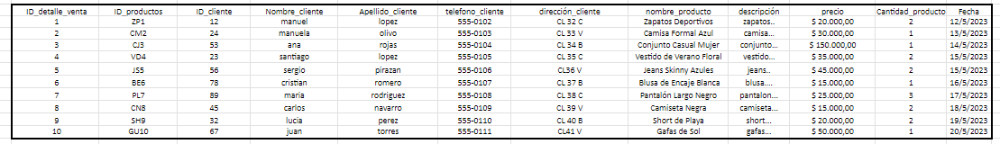 ID_detalle_venta ID_productos ID_cliente Nombre_cliente Apellido_cliente telefono_cliente dirección_cliente nombre_producto descripción precio Cantidad_producto Fecha
1 ZP1 12 manuel lopez 555-0102 CL 32 C Zapatos Deportivos zapatos.. $ 20.000,00 2 12/5/2023
2 CM2 24 manuela olivo 555-0103 CL 33 V Camisa Formal Azul camisa... $ 30.000,00 1 13/5/2023
3 CJ3 53 ana rojas 555-0104 CL 34 B Conjunto Casual Mujer conjunto... $ 150.000,00 1 14/5/2023
4 VD4 23 santiago lopez 555-0105 CL 35 C Vestido de Verano Floral vestido... $ 35.000,00 2 15/5/2023
5 JS5 56 sergio pirazan 555-0106 CL36 V Jeans Skinny Azules jeans.. $ 45.000,00 2 15/5/2023
6 BE6 78 cristian romero 555-0107 CL 37 B Blusa de Encaje Blanca blusa.... $ 15.000,00 1 16/5/2023
7 PL7 89 maria rodriguez 555-0108 CL 38 C Pantalón Largo Negro pantalon... $ 25.000,00 3 17/5/2023
8 CN8 45 carlos navarro 555-0109 CL 39 V Camiseta Negra camiseta... $ 15.000,00 2 18/5/2023
9 SH9 32 lucia perez 555-0110 CL 40 B Short de Playa short... $ 20.000,00 2 19/5/2023
10 GU10 67 juan torres 555-0111 CL41 V Gafas de Sol gafas... $ 50.000,00 1 20/5/2023